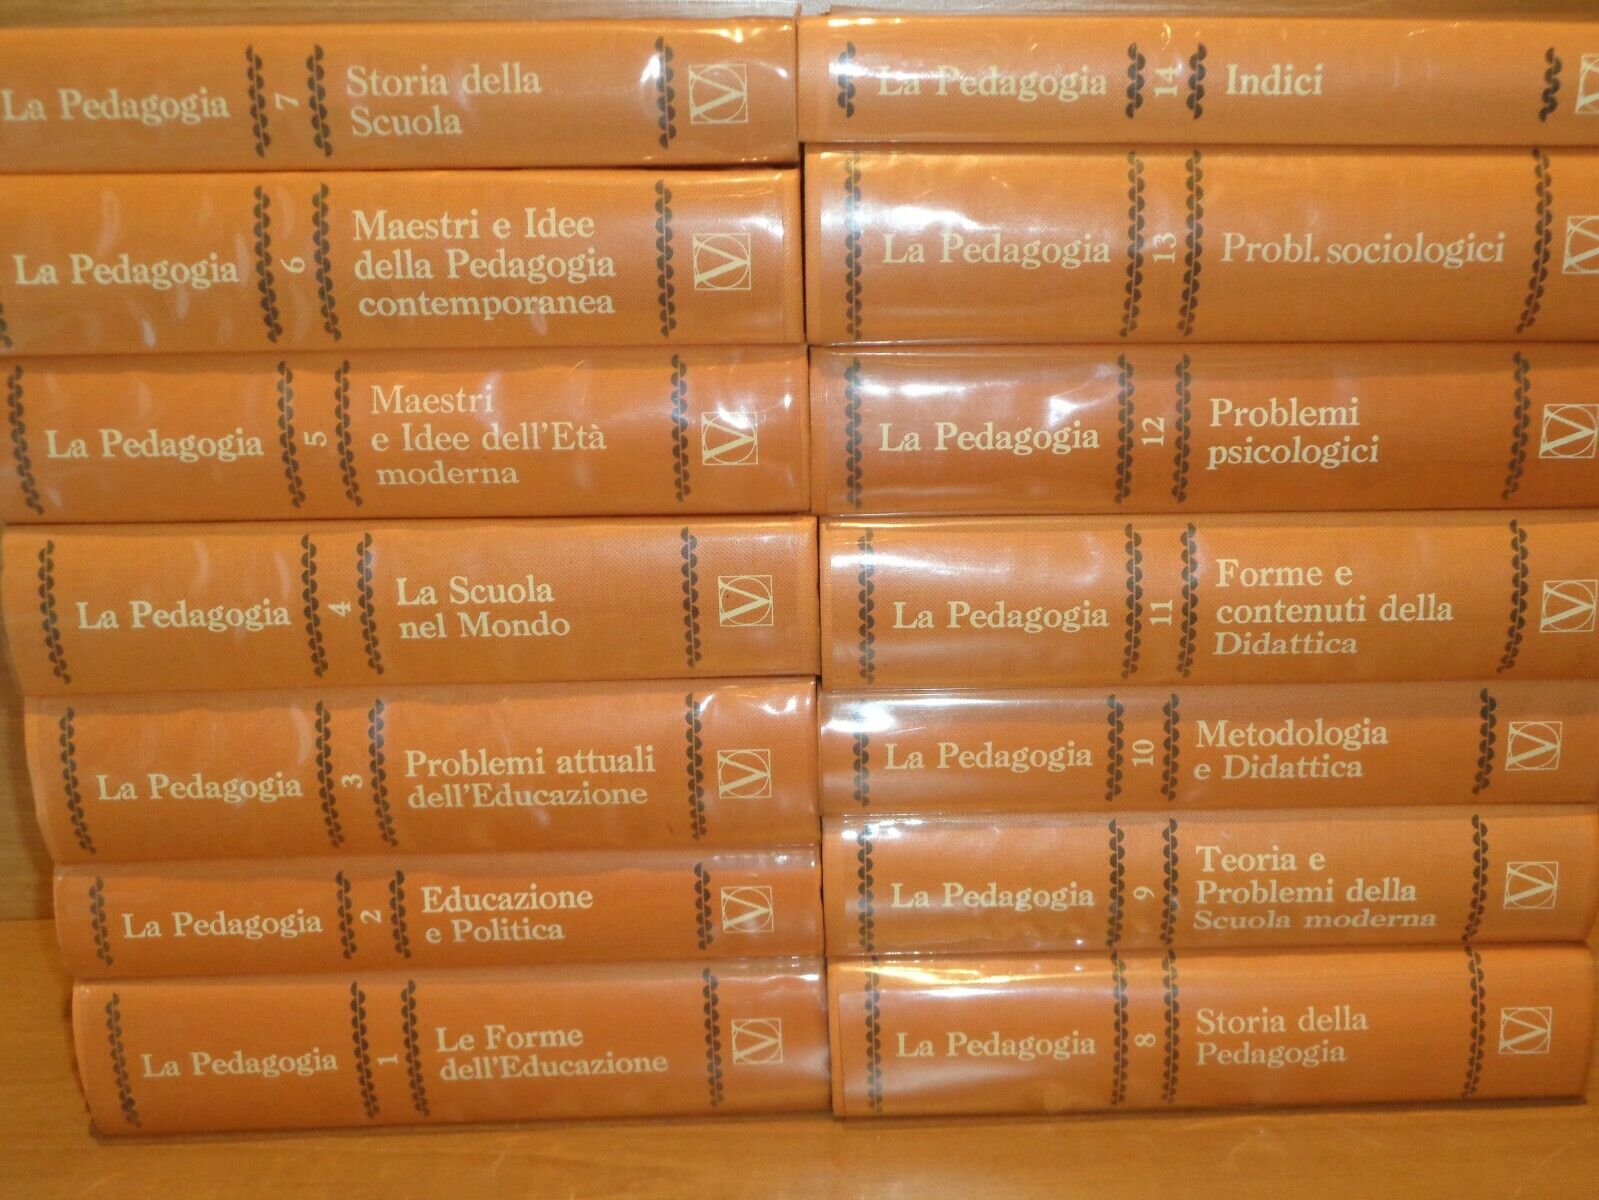 La Pedagogia
7
Storia della
Scuola
La Pedagogia
6
Maestri e Idee
della Pedagogia
contemporanea
La Pedagogia
5
Maestri
e Idee dell'Età
moderna
La Pedagogia
4
La Scuola
nel Mondo
La Pedagogia
3
Problemi attuali
dell'Educazione
La Pedagogia
2
Educazione
e Politica
La Pedagogia
1
Le Forme
dell'Educazione
La Pedagogia
14
Indici
La Pedagogia
13
Probl. sociologici
La Pedagogia
12
Problemi
psicologici
La Pedagogia
11
Forme e
contenuti della
Didattica
La Pedagogia
10
Metodologia
e Didattica
La Pedagogia
9
Teoria e
Problemi della
Scuola moderna
La Pedagogia
8
Storia della
Pedagogia